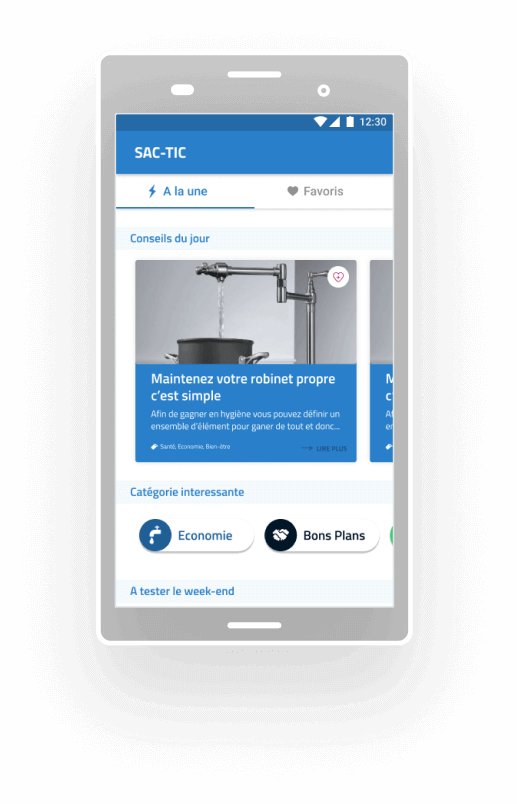 12:30
SAC-TIC
A la une
Favoris
Conseils du jour
Maintenez votre robinet propre
c'est simple
Afin de gagner en hygiène vous pouvez définir un
ensemble d'élément pour ganer de tout et donc...
Santé, Economie, Bien-être
LIRE PLUS
Catégorie interessante
Economie
Bons Plans
A tester le week-end